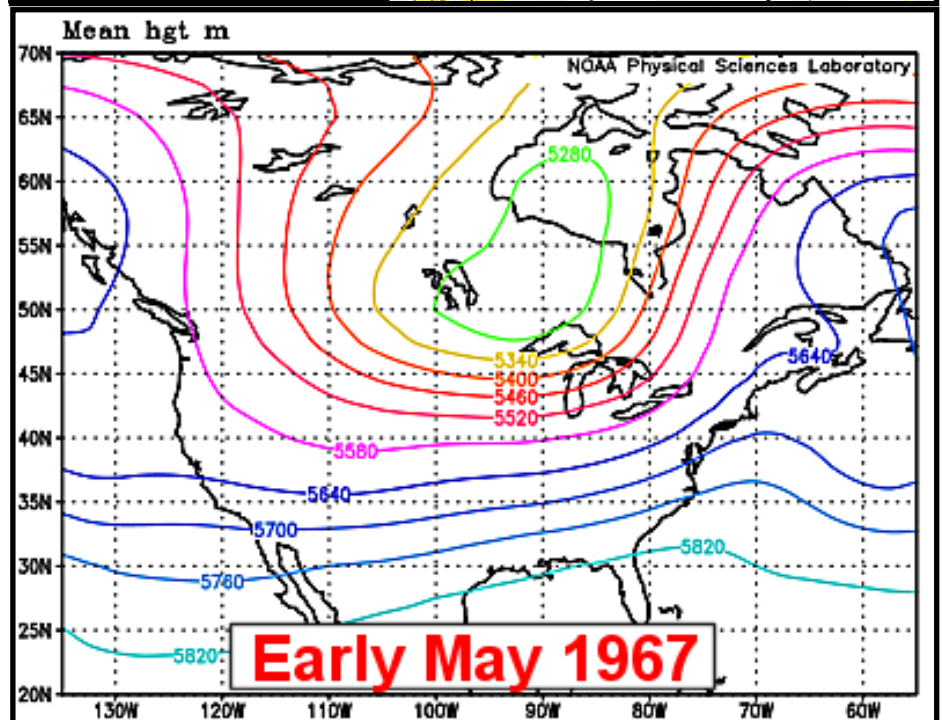 Mean hgt m
NOAA Physical Sciences Laboratory
70N
65N
60N
55N
50N
45N
40N
35N
30N
25N
20N
5280
5340
5400
5460
5520
5580
5640
5640
5700
5760
5820
5820
Early May 1967
130W
120W
110W
100W
90W
80W
70W
60W